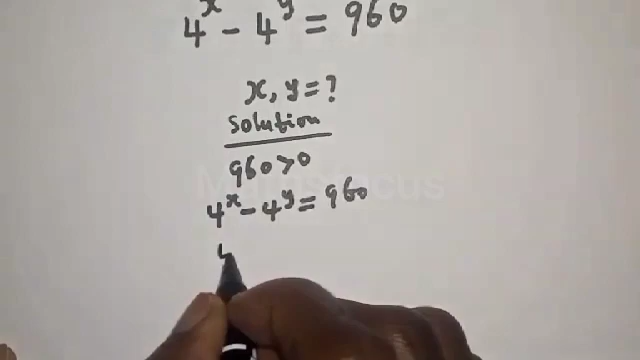 4^x - 4^y = 960
x, y = ?
Solution
960 > 0
4^x - 4^y = 960